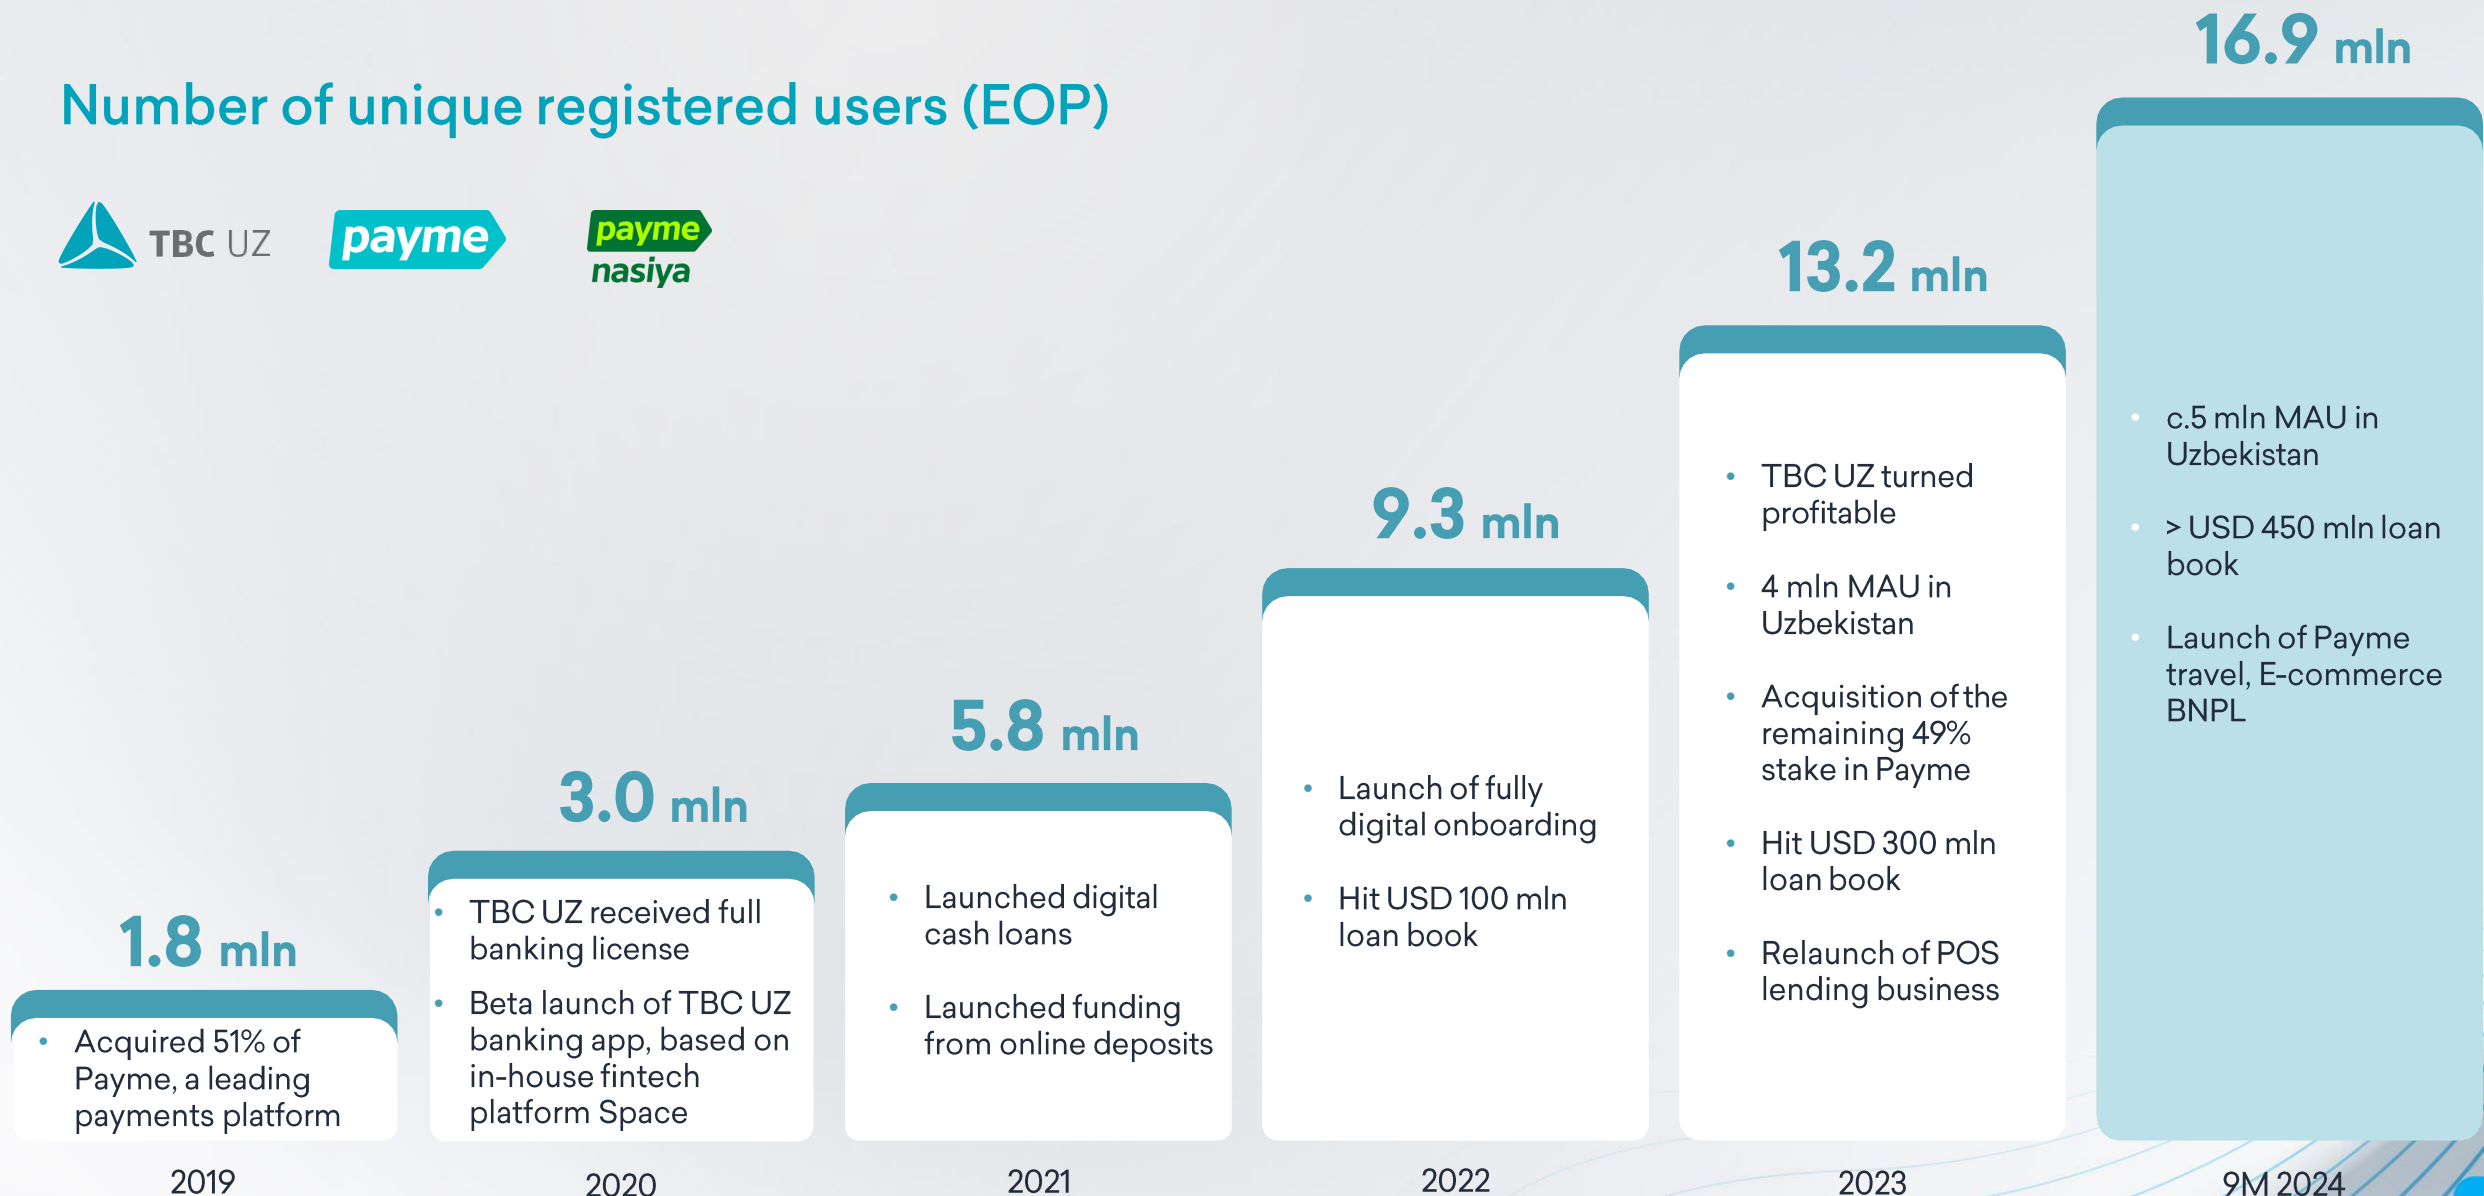 Number of unique registered users (EOP)
TBC UZ
payme
payme
nasiya
1.8 mln
• Acquired 51% of
Payme, a leading
payments platform
2019
3.0 mln
• TBC UZ received full
banking license
• Beta launch of TBC UZ
banking app, based on
in-house fintech
platform Space
2020
5.8 mln
• Launched digital
cash loans
• Launched funding
from online deposits
2021
9.3 mln
• Launch of fully
digital onboarding
• Hit USD 100 mln
loan book
2022
13.2 mln
• TBC UZ turned
profitable
• 4 mln MAU in
Uzbekistan
• Acquisition of the
remaining 49%
stake in Payme
• Hit USD 300 mln
loan book
• Relaunch of POS
lending business
2023
16.9 mln
• c.5 mln MAU in
Uzbekistan
• > USD 450 mln loan
book
• Launch of Payme
travel, E-commerce
BNPL
9M 2024